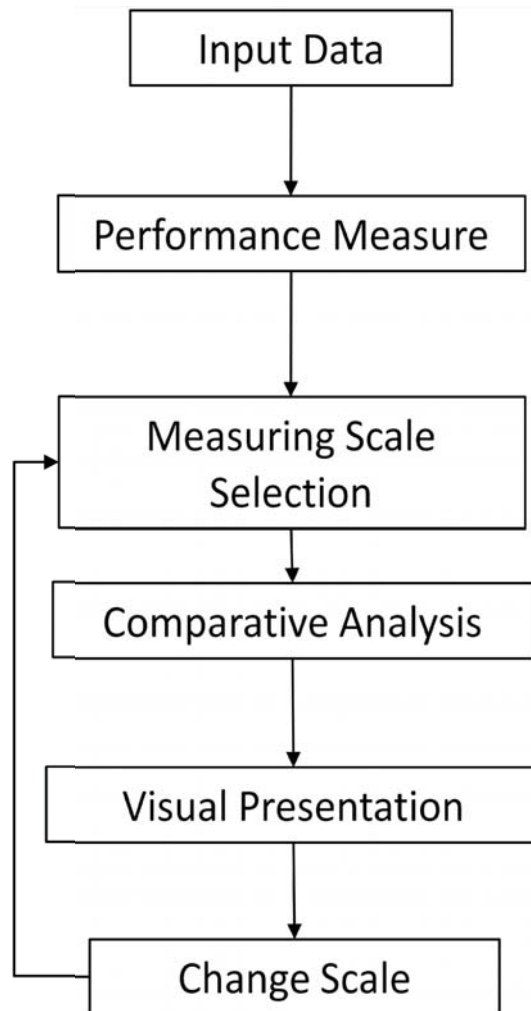 Input Data
Performance Measure
Measuring Scale
Selection
Comparative Analysis
Visual Presentation
Change Scale